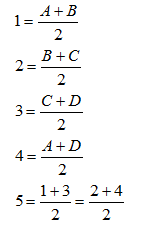 1 = (A + B)/2
2 = (B + C)/2
3 = (C + D)/2
4 = (A + D)/2
5 = (1 + 3)/2 = (2 + 4)/2